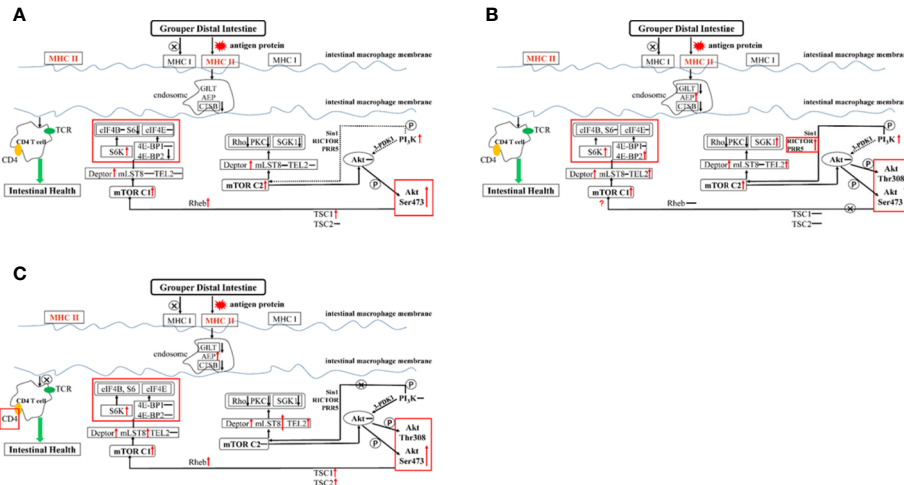 A
Grouper Distal Intestine
antigen protein
intestinal macrophage membrane
MHC II
MHC I
MHC II
MHC I
endosome
GILT
AEP
CTSB
intestinal macrophage membrane
TCR
CD4 T cell
CD4
Intestinal Health
eIF4B S6
eIF4E
S6K
4E-BP1
4E-BP2
Deptor mLST8 TEL2
mTOR C1
Rho PKC
SGK1
Deptor mLST8 TEL2
mTOR C2
Sin1
RICTOR
PRR5
P
3-PDK1
PI3K
Akt
P
Akt
Ser473
Rheb
TSC1
TSC2
B
Grouper Distal Intestine
antigen protein
intestinal macrophage membrane
MHC II
MHC I
MHC II
MHC I
endosome
GILT
AEP
CTSB
intestinal macrophage membrane
TCR
CD4 T cell
CD4
Intestinal Health
eIF4B, S6
eIF4E
S6K
4E-BP1
4E-BP2
Deptor mLST8 TEL2
mTOR C1
?
Rho PKC
SGK1
Deptor mLST8 TEL2
mTOR C2
Sin1
RICTOR
PRR5
P
3-PDK1
PI3K
Akt
P
P
Akt
Thr308
Akt
Ser473
Rheb
TSC1
TSC2
C
Grouper Distal Intestine
antigen protein
intestinal macrophage membrane
MHC II
MHC I
MHC II
MHC I
endosome
GILT
AEP
CTSB
intestinal macrophage membrane
TCR
CD4 T cell
CD4
Intestinal Health
eIF4B, S6
eIF4E
S6K
4E-BP1
4E-BP2
Deptor mLST8 TEL2
mTOR C1
Rho PKC
SGK1
Deptor mLST8 TEL2
mTOR C2
Sin1
RICTOR
PRR5
P
3-PDK1
PI3K
Akt
P
P
Akt
Thr308
Akt
Ser473
Rheb
TSC1
TSC2